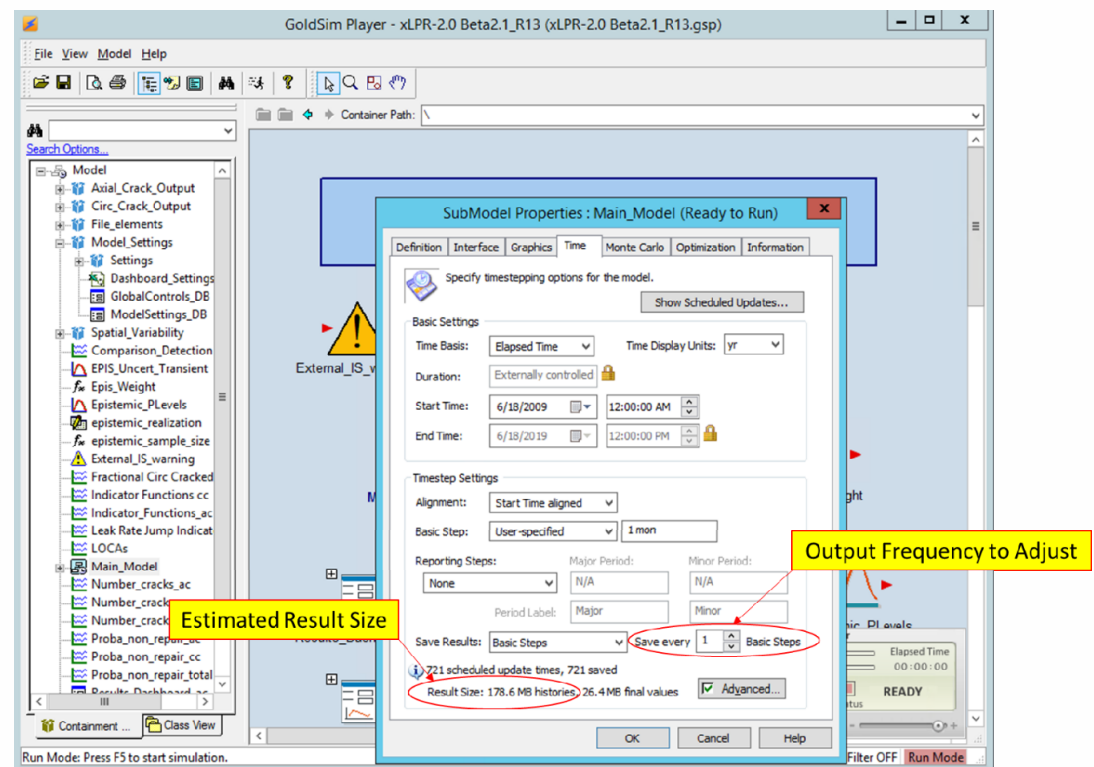 GoldSim Player - xLPR-2.0 Beta2.1_R13 (xLPR-2.0 Beta2.1_R13.gsp)
File View Model Help
Container Path: \
Search Options...
Model
Axial_Crack_Output
Circ_Crack_Output
File_elements
Model_Settings
Settings
Dashboard_Settings
GlobalControls_DB
ModelSettings_DB
Spatial_Variability
Comparison_Detection
EPIS_Uncert_Transient
Epis_Weight
Epistemic_PLevels
epistemic_realization
epistemic_sample_size
External_IS_warning
Fractional Circ Cracked
Indicator Functions cc
Indicator_Functions_ac
Leak Rate Jump Indicat
LOCAs
Main_Model
Number_cracks_ac
Number_crack
Number_crack
Proba_non_repair_ac
Proba_non_repair_cc
Proba_non_repair_total
Containment ... Class View
Run Mode: Press F5 to start simulation.
External_IS_w
SubModel Properties : Main_Model (Ready to Run)
Definition Interface Graphics Time Monte Carlo Optimization Information
Specify timestepping options for the model.
Show Scheduled Updates...
Basic Settings
Time Basis: Elapsed Time Time Display Units: yr
Duration: Externally controlled
Start Time: 6/18/2009 12:00:00 AM
End Time: 6/18/2019 12:00:00 PM
Timestep Settings
Alignment: Start Time aligned
Basic Step: User-specified 1 mon
Reporting Steps: Major Period: Minor Period:
None N/A N/A
Period Label: Major Minor
Save Results: Basic Steps Save every 1 Basic Steps
721 scheduled update times, 721 saved
Result Size: 178.6 MB histories, 26.4 MB final values Advanced...
OK Cancel Help
Output Frequency to Adjust
Estimated Result Size
ght
Elapsed Time
00:00:00
READY
Filter OFF Run Mode